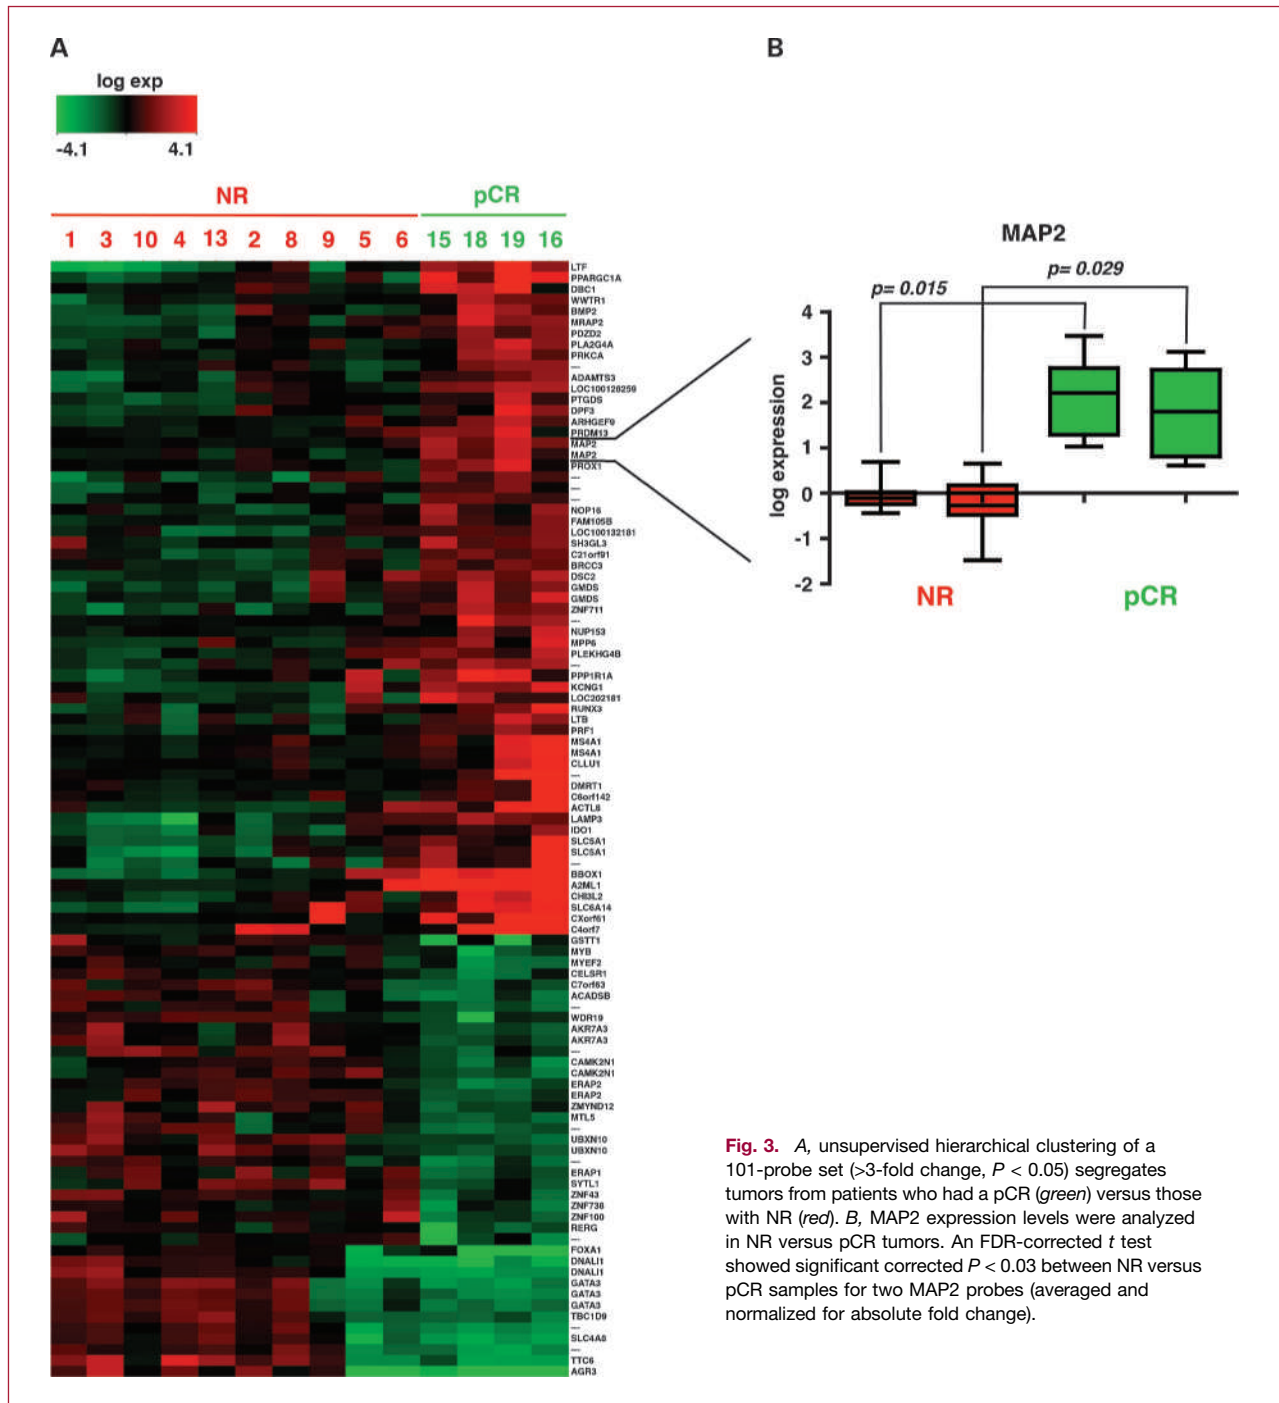 A
log exp
-4.1 4.1
NR pCR
1 3 10 4 13 2 8 9 5 6 15 18 19 16
LTF
PPARGC1A
DBC1
WWTR1
BMP2
MRAP2
PDZD2
PLA2G4A
PRKCA
---
ADAMTS3
LOC100128259
PTGDS
DPF3
ARHGEF9
PRDM13
MAP2
MAP2
PROX1
---
---
---
NOP16
FAM105B
LOC100132181
SH3GL3
C21orf91
BRCC3
DSC2
GMDS
GMDS
ZNF711
---
NUP153
MPP6
PLEKHG4B
---
PPP1R1A
KCNG1
LOC202181
RUNX3
LTB
PRF1
MS4A1
MS4A1
CLLU1
---
DMRT1
C6orf142
ACTL8
LAMP3
IDO1
SLC5A1
SLC5A1
---
BBOX1
A2ML1
CHI3L2
SLC6A14
CXorf61
C4orf7
GSTT1
MYB
MYEF2
CELSR1
C7orf63
ACADSB
---
WDR19
AKR7A3
AKR7A3
---
CAMK2N1
CAMK2N1
ERAP2
ERAP2
ZMYND12
MTL5
---
UBXN10
UBXN10
---
ERAP1
SYTL1
ZNF43
ZNF738
ZNF100
RERG
---
FOXA1
DNALI1
DNALI1
GATA3
GATA3
GATA3
TBC1D9
---
SLC4A8
---
TTC6
AGR3
B
MAP2
p= 0.015
p= 0.029
log expression
4
3
2
1
0
-1
-2
NR pCR
Fig. 3. A, unsupervised hierarchical clustering of a
101-probe set (>3-fold change, P < 0.05) segregates
tumors from patients who had a pCR (green) versus those
with NR (red). B, MAP2 expression levels were analyzed
in NR versus pCR tumors. An FDR-corrected t test
showed significant corrected P < 0.03 between NR versus
pCR samples for two MAP2 probes (averaged and
normalized for absolute fold change).